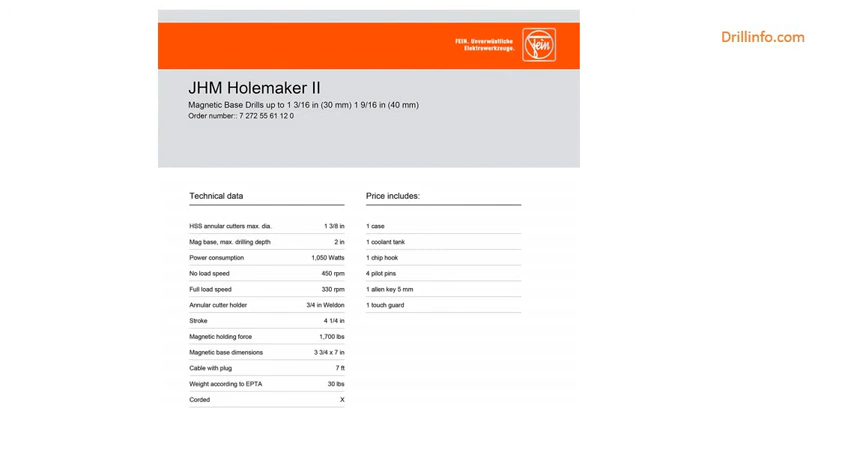 Drillinfo.com
FEIN. Unverwüstliche
Elektrowerkzeuge.
fein
JHM Holemaker II
Magnetic Base Drills up to 1 3/16 in (30 mm) 1 9/16 in (40 mm)
Order number:: 7 272 55 61 12 0
Technical data
HSS annular cutters max. dia. 1 3/8 in
Mag base, max. drilling depth 2 in
Power consumption 1,050 Watts
No load speed 450 rpm
Full load speed 330 rpm
Annular cutter holder 3/4 in Weldon
Stroke 4 1/4 in
Magnetic holding force 1,700 lbs
Magnetic base dimensions 3 3/4 x 7 in
Cable with plug 7 ft
Weight according to EPTA 30 lbs
Corded X
Price includes:
1 case
1 coolant tank
1 chip hook
4 pilot pins
1 allen key 5 mm
1 touch guard